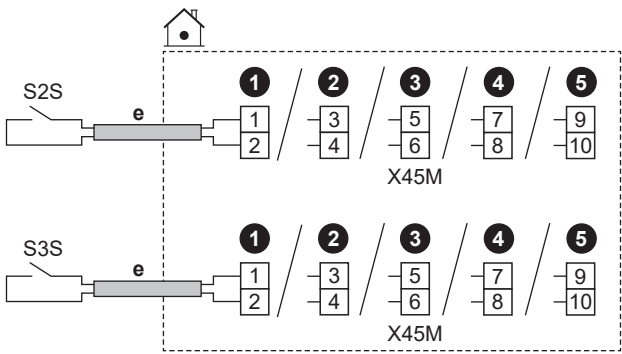 S2S
e
1 / 2 / 3 / 4 / 5
1 3 5 7 9
2 4 6 8 10
X45M
S3S
e
1 / 2 / 3 / 4 / 5
1 3 5 7 9
2 4 6 8 10
X45M